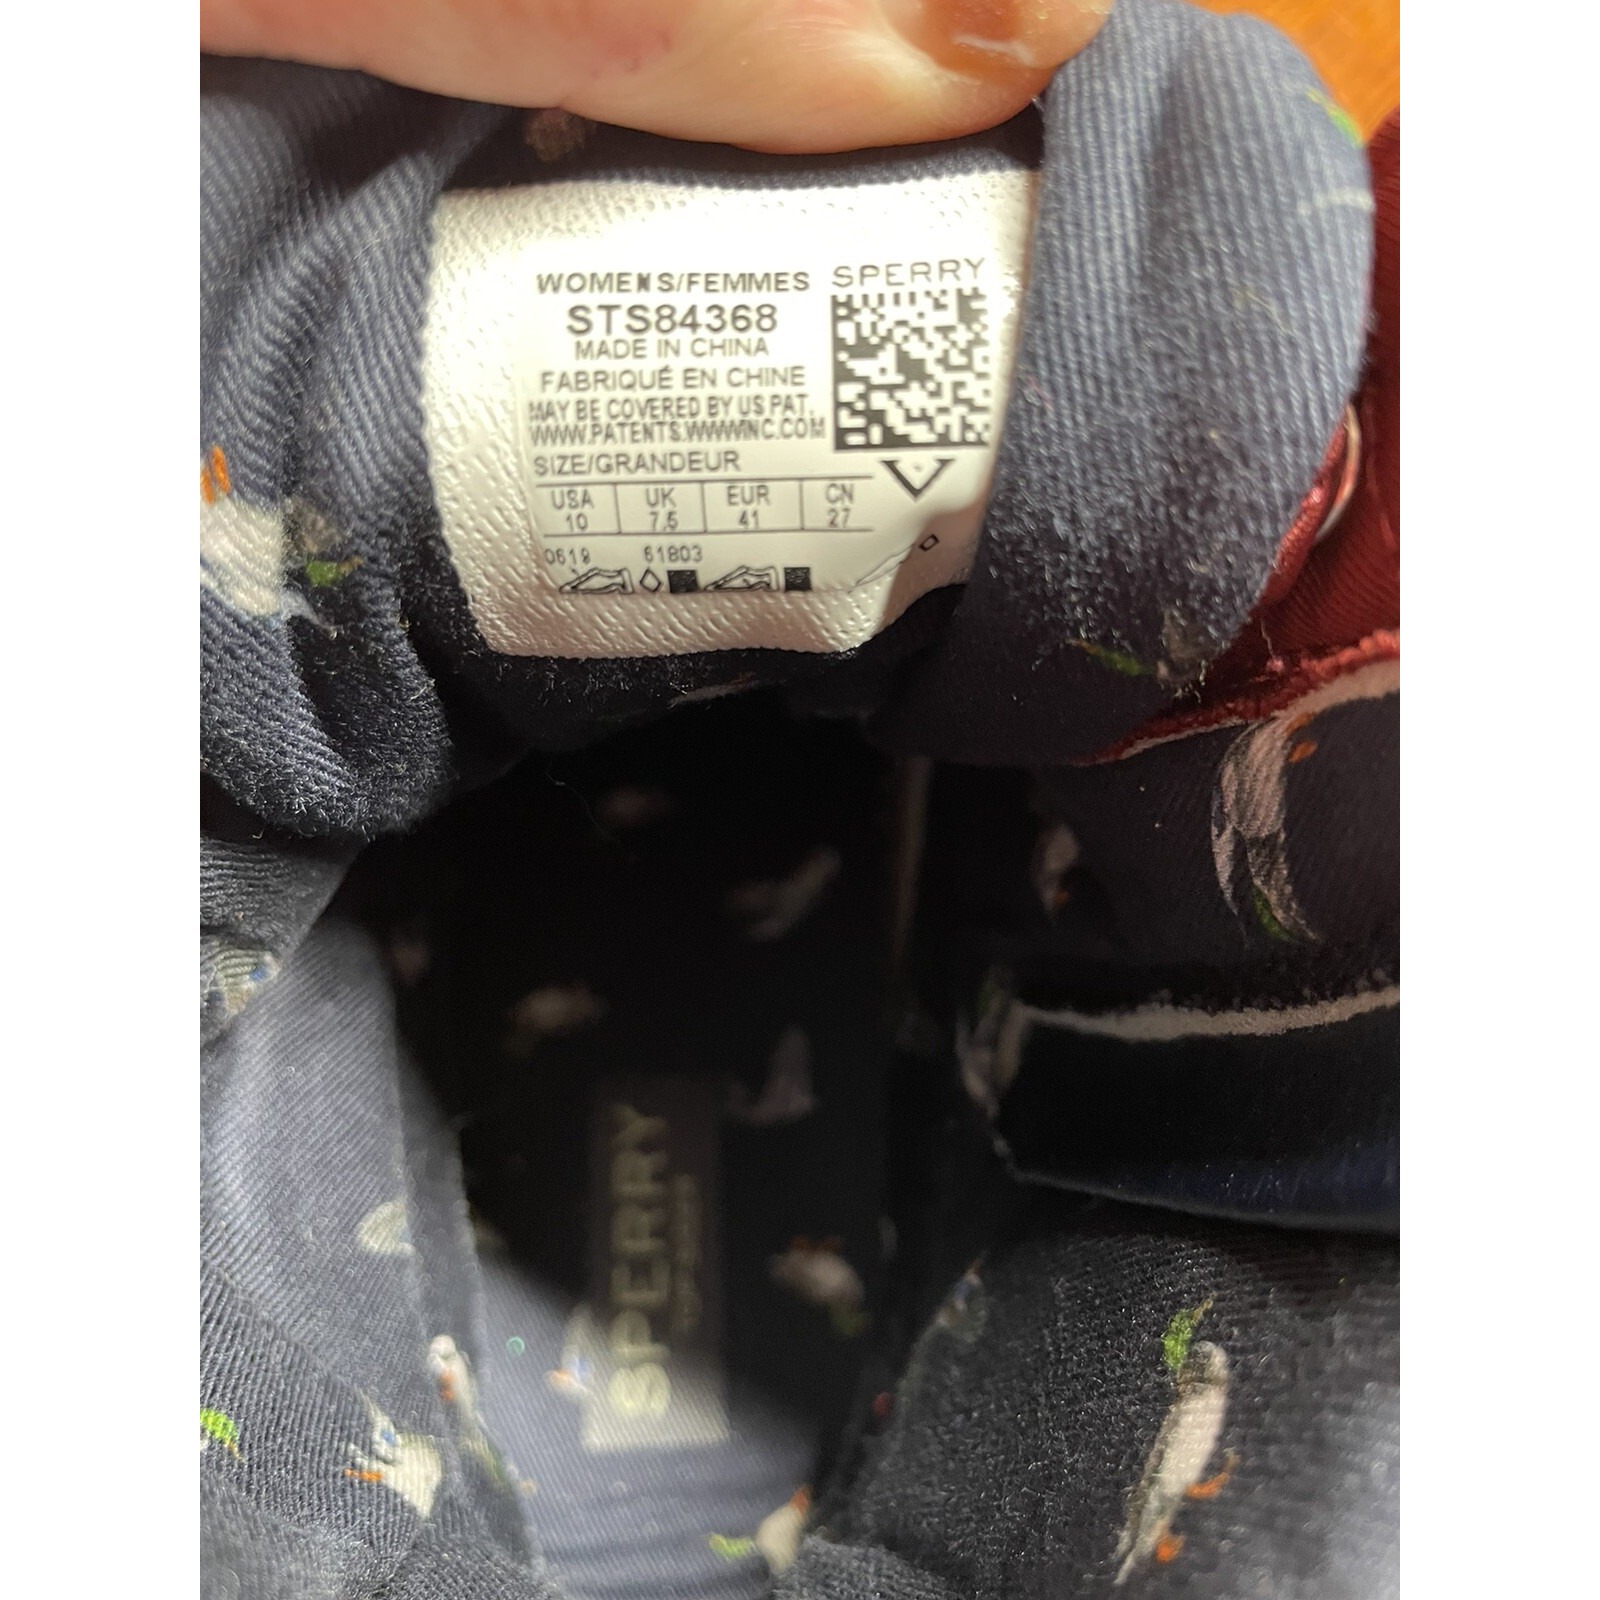 WOMENS/FEMMES
SPERRY
STS84368
MADE IN CHINA
FABRIQUÉ EN CHINE
MAY BE COVERED BY US PAT.
WWW.PATENTS.WWWINC.COM
SIZE/GRANDEUR
USA UK EUR CN
10 7.5 41 27
0619 61803
SPERRY